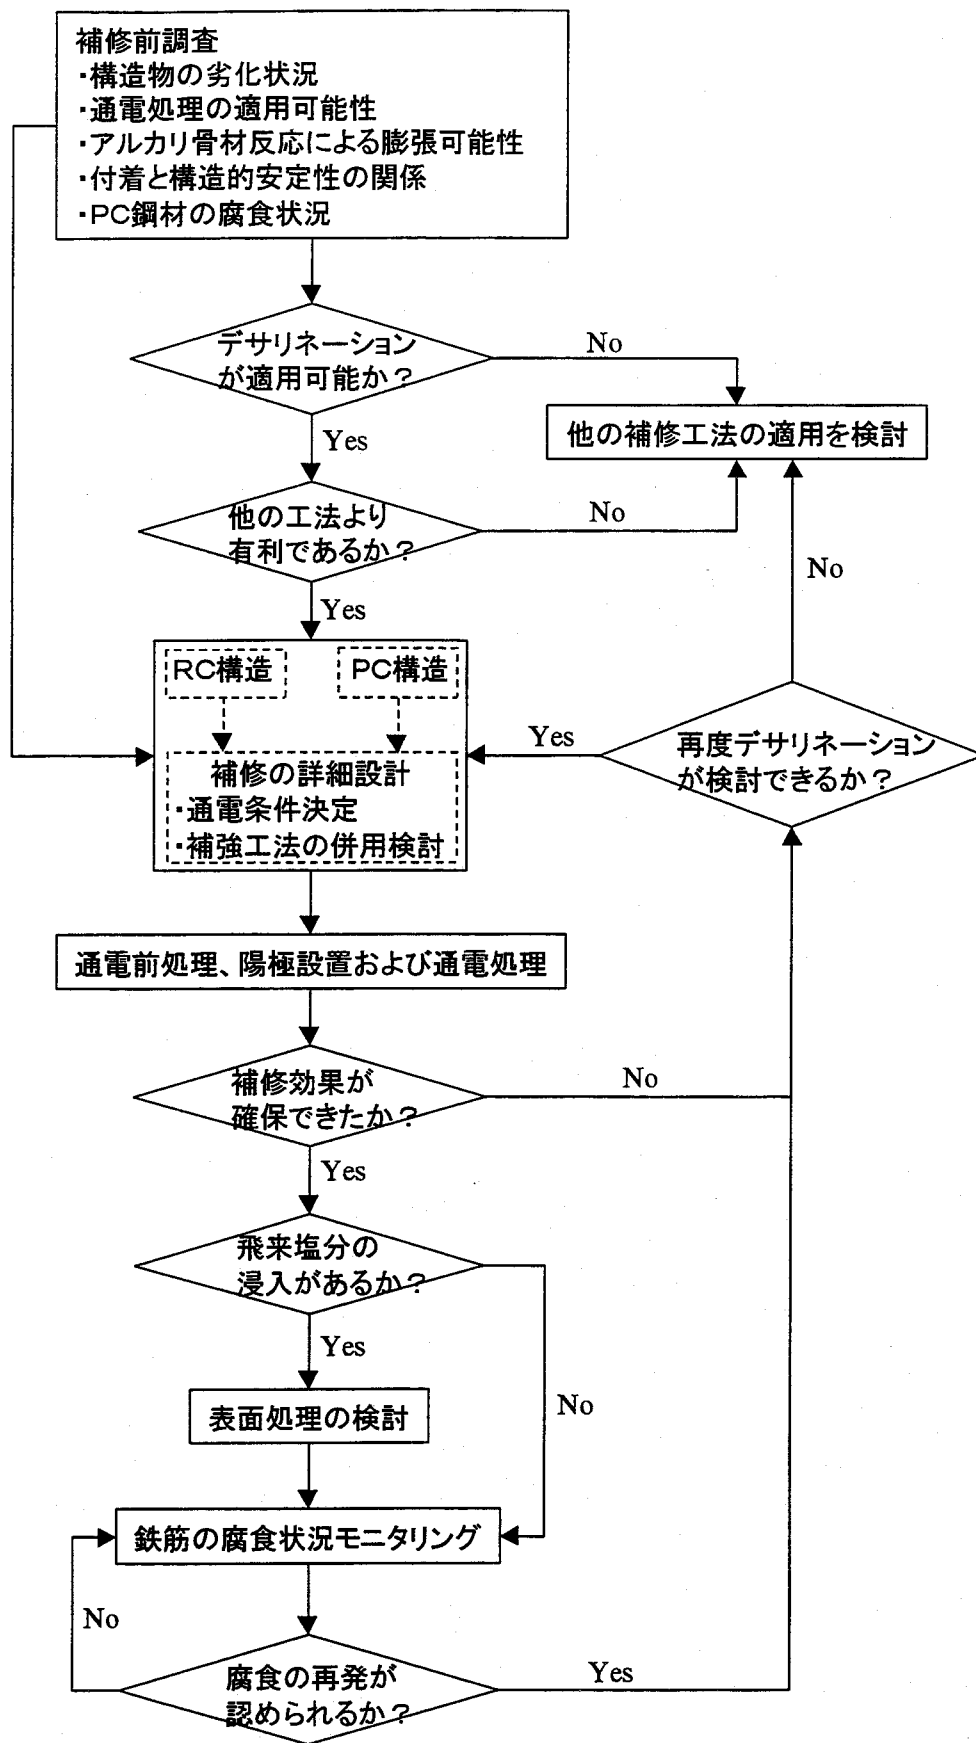 補修前調査
・構造物の劣化状況
・通電処理の適用可能性
・アルカリ骨材反応による膨張可能性
・付着と構造的安定性の関係
・PC鋼材の腐食状況
デサリネーション
が適用可能か？
No
Yes
他の補修工法の適用を検討
他の工法より
有利であるか？
No
No
Yes
RC構造
PC構造
Yes
再度デサリネーション
が検討できるか？
補修の詳細設計
・通電条件決定
・補強工法の併用検討
通電前処理、陽極設置および通電処理
補修効果が
確保できたか？
No
Yes
飛来塩分の
浸入があるか？
Yes
No
表面処理の検討
鉄筋の腐食状況モニタリング
No
腐食の再発が
認められるか？
Yes